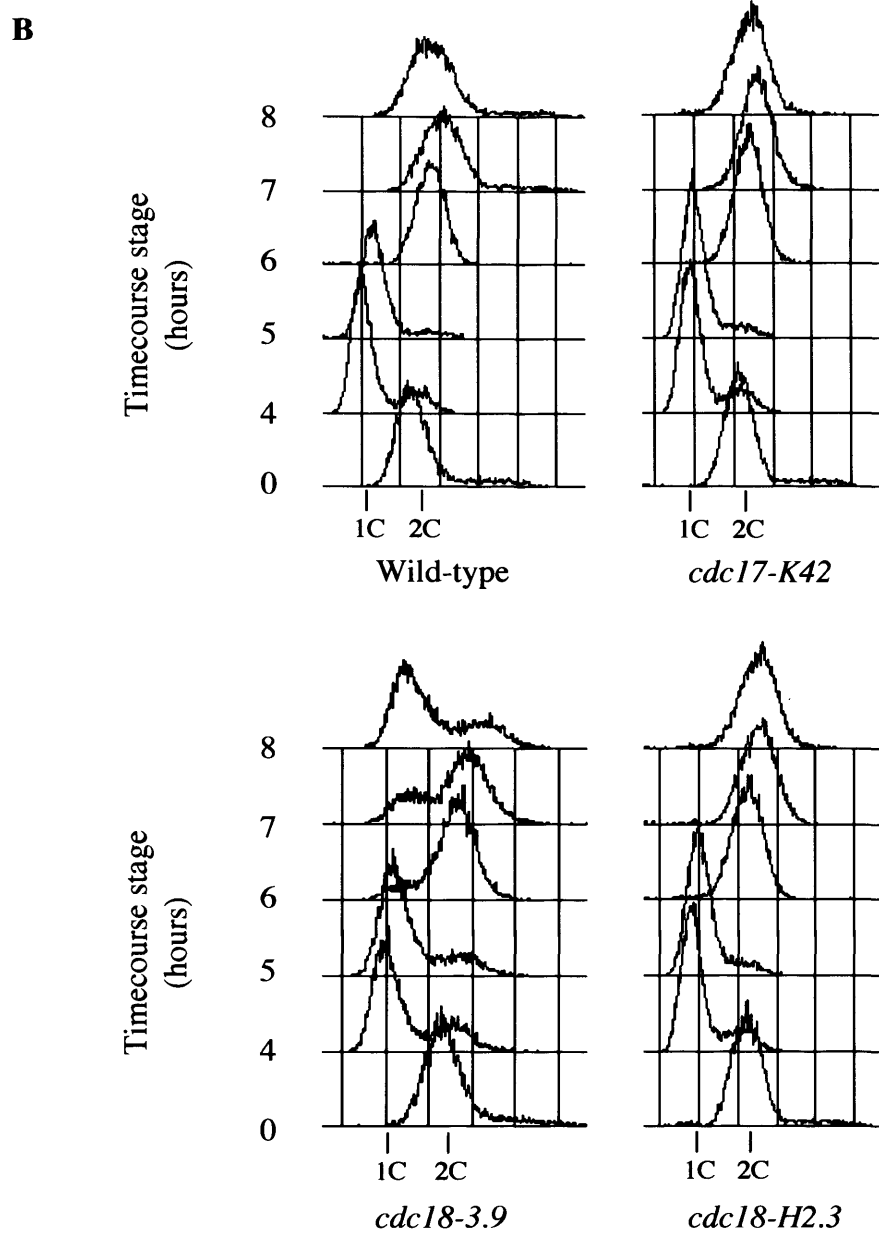 B
Timecourse stage
(hours)
8
7
6
5
4
0
1C 2C
Wild-type
1C 2C
cdc17-K42
Timecourse stage
(hours)
8
7
6
5
4
0
1C 2C
cdc18-3.9
1C 2C
cdc18-H2.3